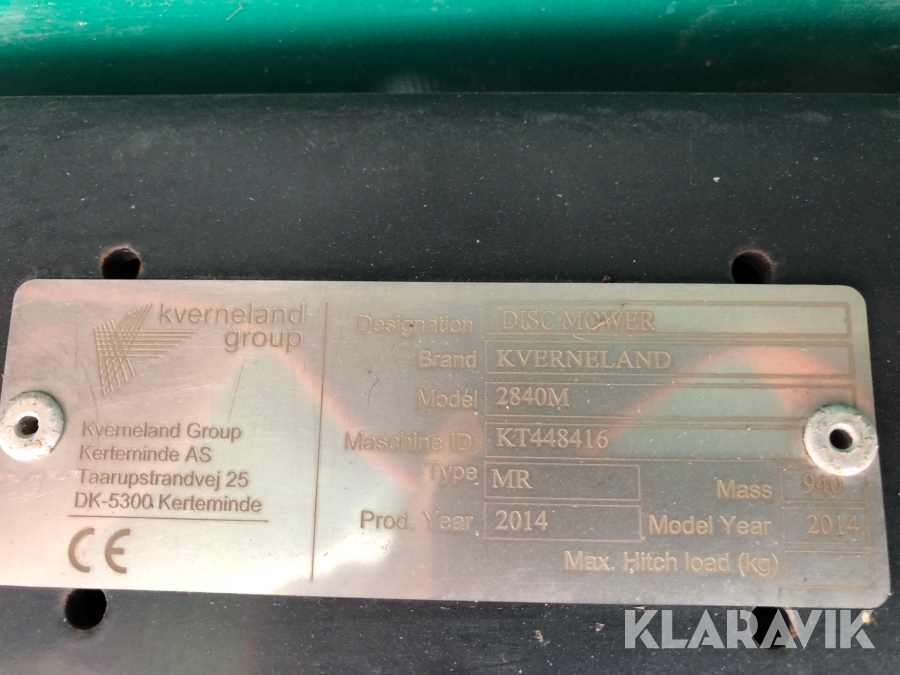 kverneland
group
Kverneland Group
Kerteminde AS
Taarupstrandvej 25
DK-5300 Kerteminde
CE
Designation DISC MOWER
Brand KVERNELAND
Model 2840M
Maschine ID KT448416
Type MR Mass 940
Prod. Year 2014 Model Year 2014
Max. Hitch load (kg)
KLARAVIK